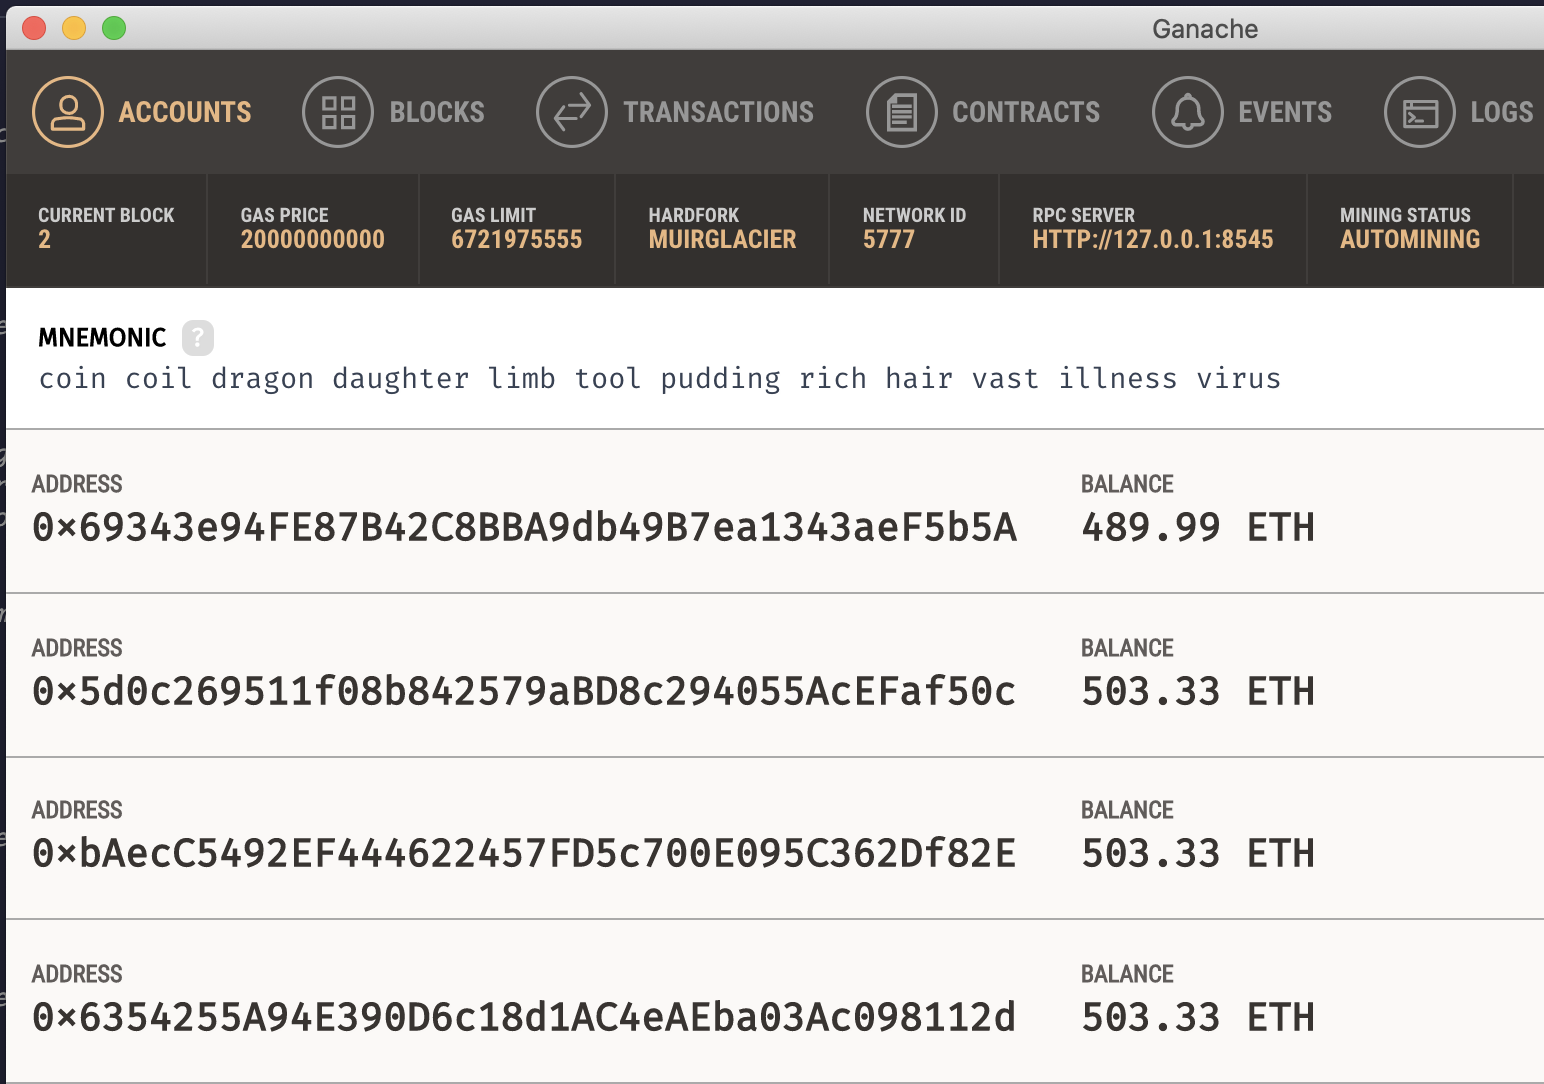 Ganache
ACCOUNTS BLOCKS TRANSACTIONS CONTRACTS EVENTS LOGS
CURRENT BLOCK GAS PRICE GAS LIMIT HARDFORK NETWORK ID RPC SERVER MINING STATUS
2 20000000000 6721975555 MUIRGLACIER 5777 HTTP://127.0.0.1:8545 AUTOMINING
MNEMONIC ?
coin coil dragon daughter limb tool pudding rich hair vast illness virus
ADDRESS BALANCE
0×69343e94FE87B42C8BBA9db49B7ea1343aeF5b5A 489.99 ETH
ADDRESS BALANCE
0×5d0c269511f08b842579aBD8c294055AcEFaf50c 503.33 ETH
ADDRESS BALANCE
0×bAecC5492EF444622457FD5c700E095C362Df82E 503.33 ETH
ADDRESS BALANCE
0×6354255A94E390D6c18d1AC4eAEba03Ac098112d 503.33 ETH